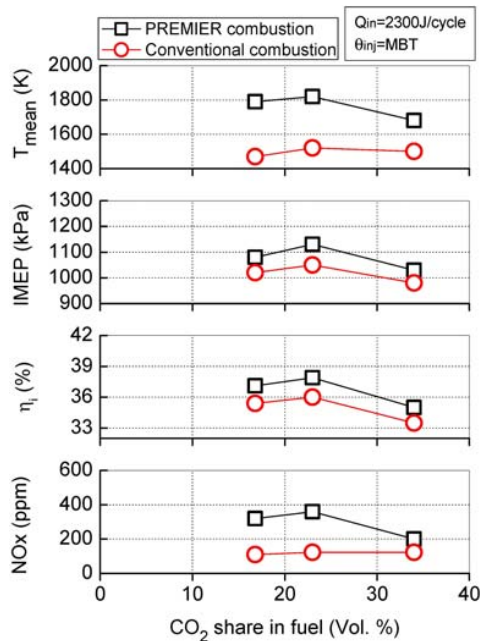 PREMIER combustion
Conventional combustion
Qin=2300J/cycle
θinj=MBT
Tmean (K)
2000
1800
1600
1400
IMEP (kPa)
1300
1200
1100
1000
900
ηi (%)
42
39
36
33
NOx (ppm)
600
400
200
0
0 10 20 30 40
CO2 share in fuel (Vol. %)